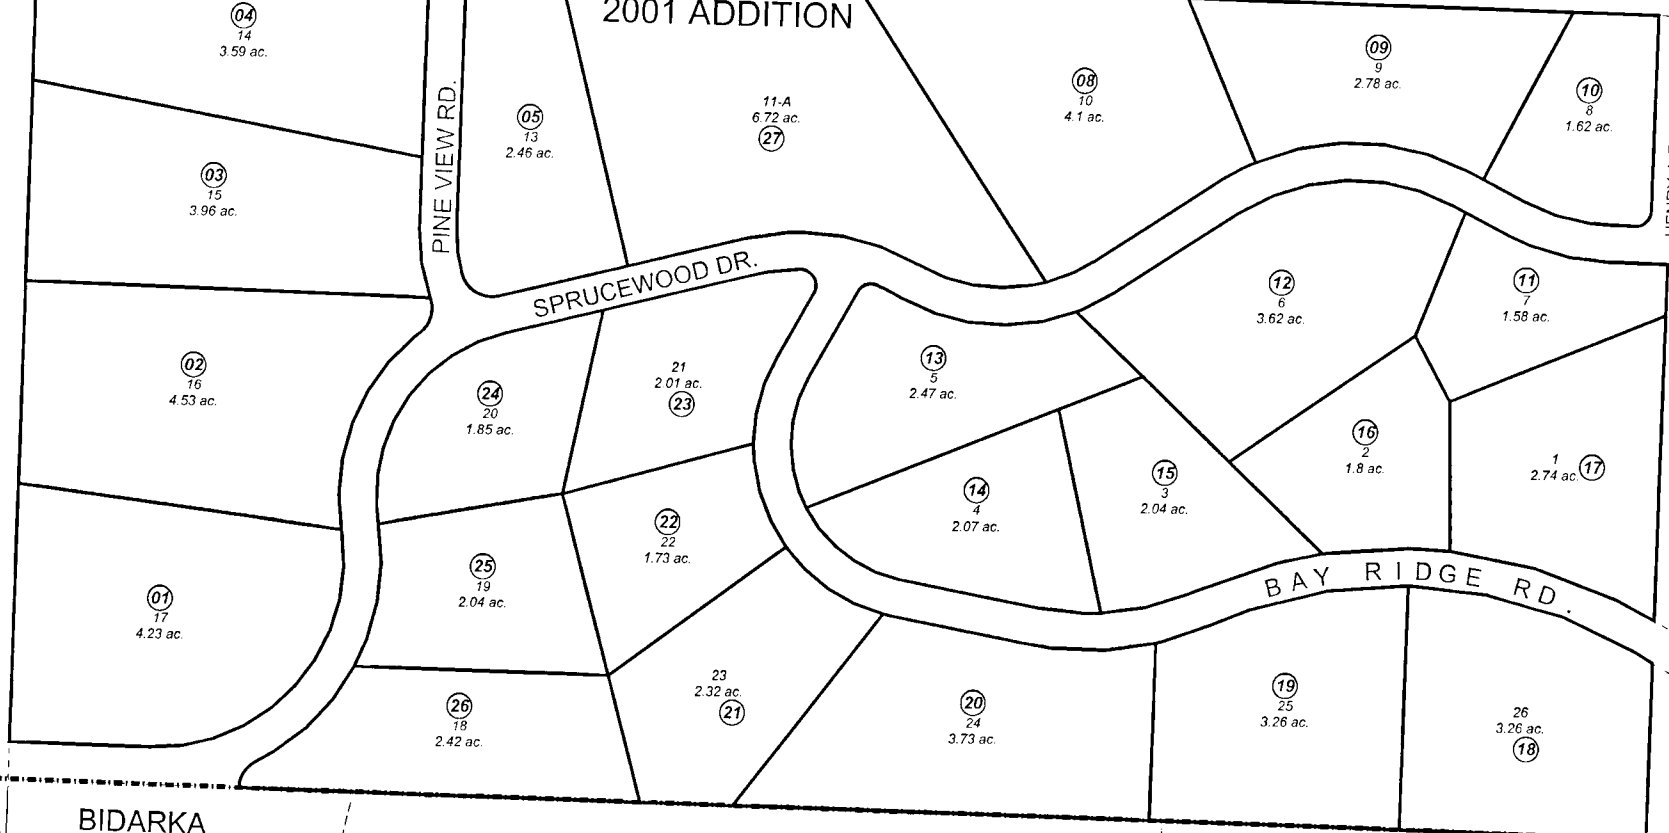 2001 ADDITION
04
14
3.59 ac.
03
15
3.96 ac.
02
16
4.53 ac.
01
17
4.23 ac.
PINE VIEW RD.
05
13
2.46 ac.
11-A
6.72 ac.
27
08
10
4.1 ac.
09
9
2.78 ac.
10
8
1.62 ac.
SPRUCEWOOD DR.
24
20
1.85 ac.
21
2.01 ac.
23
13
5
2.47 ac.
12
6
3.62 ac.
11
7
1.58 ac.
25
19
2.04 ac.
22
22
1.73 ac.
14
4
2.07 ac.
15
3
2.04 ac.
16
2
1.8 ac.
1
2.74 ac.
17
BAY RIDGE RD.
26
18
2.42 ac.
23
2.32 ac.
21
20
24
3.73 ac.
19
25
3.26 ac.
26
3.26 ac.
18
BIDARKA